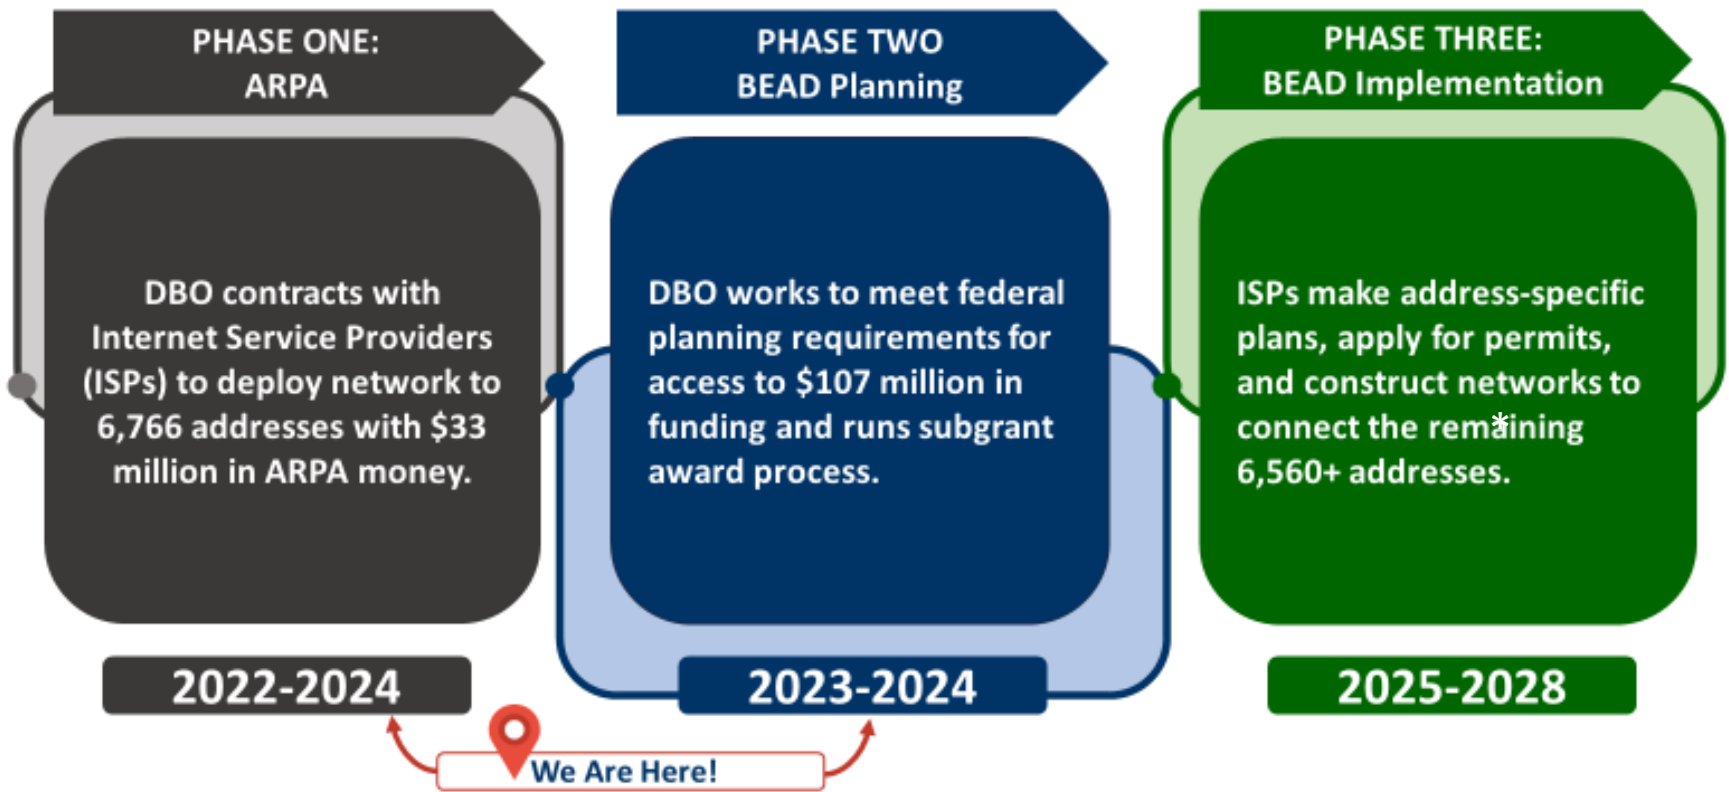 PHASE ONE:
ARPA
DBO contracts with
Internet Service Providers
(ISPs) to deploy network to
6,766 addresses with $33
million in ARPA money.
2022-2024
PHASE TWO
BEAD Planning
DBO works to meet federal
planning requirements for
access to $107 million in
funding and runs subgrant
award process.
2023-2024
PHASE THREE:
BEAD Implementation
ISPs make address-specific
plans, apply for permits,
and construct networks to
connect the remaining
*
6,560+ addresses.
2025-2028
We Are Here!